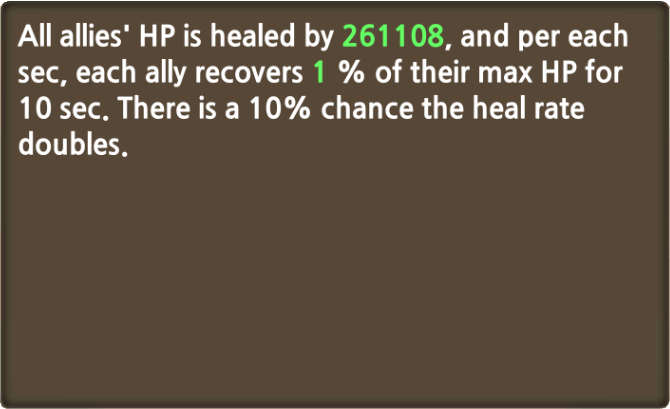 All allies' HP is healed by 261108, and per each
sec, each ally recovers 1 % of their max HP for
10 sec. There is a 10% chance the heal rate
doubles.